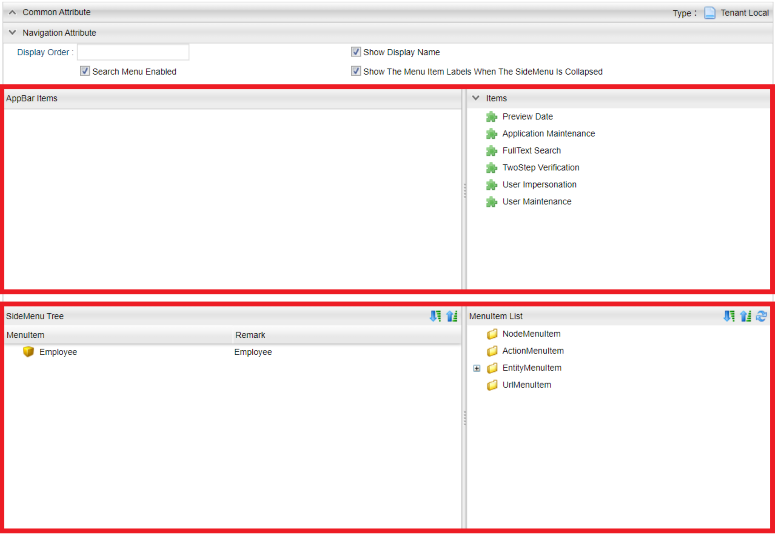 Common Attribute
Type : Tenant Local
Navigation Attribute
Display Order :
Show Display Name
Search Menu Enabled
Show The Menu Item Labels When The SideMenu Is Collapsed
AppBar Items
Items
Preview Date
Application Maintenance
FullText Search
TwoStep Verification
User Impersonation
User Maintenance
SideMenu Tree
MenuItem Remark
Employee Employee
MenuItem List
NodeMenuItem
ActionMenuItem
EntityMenuItem
UrlMenuItem